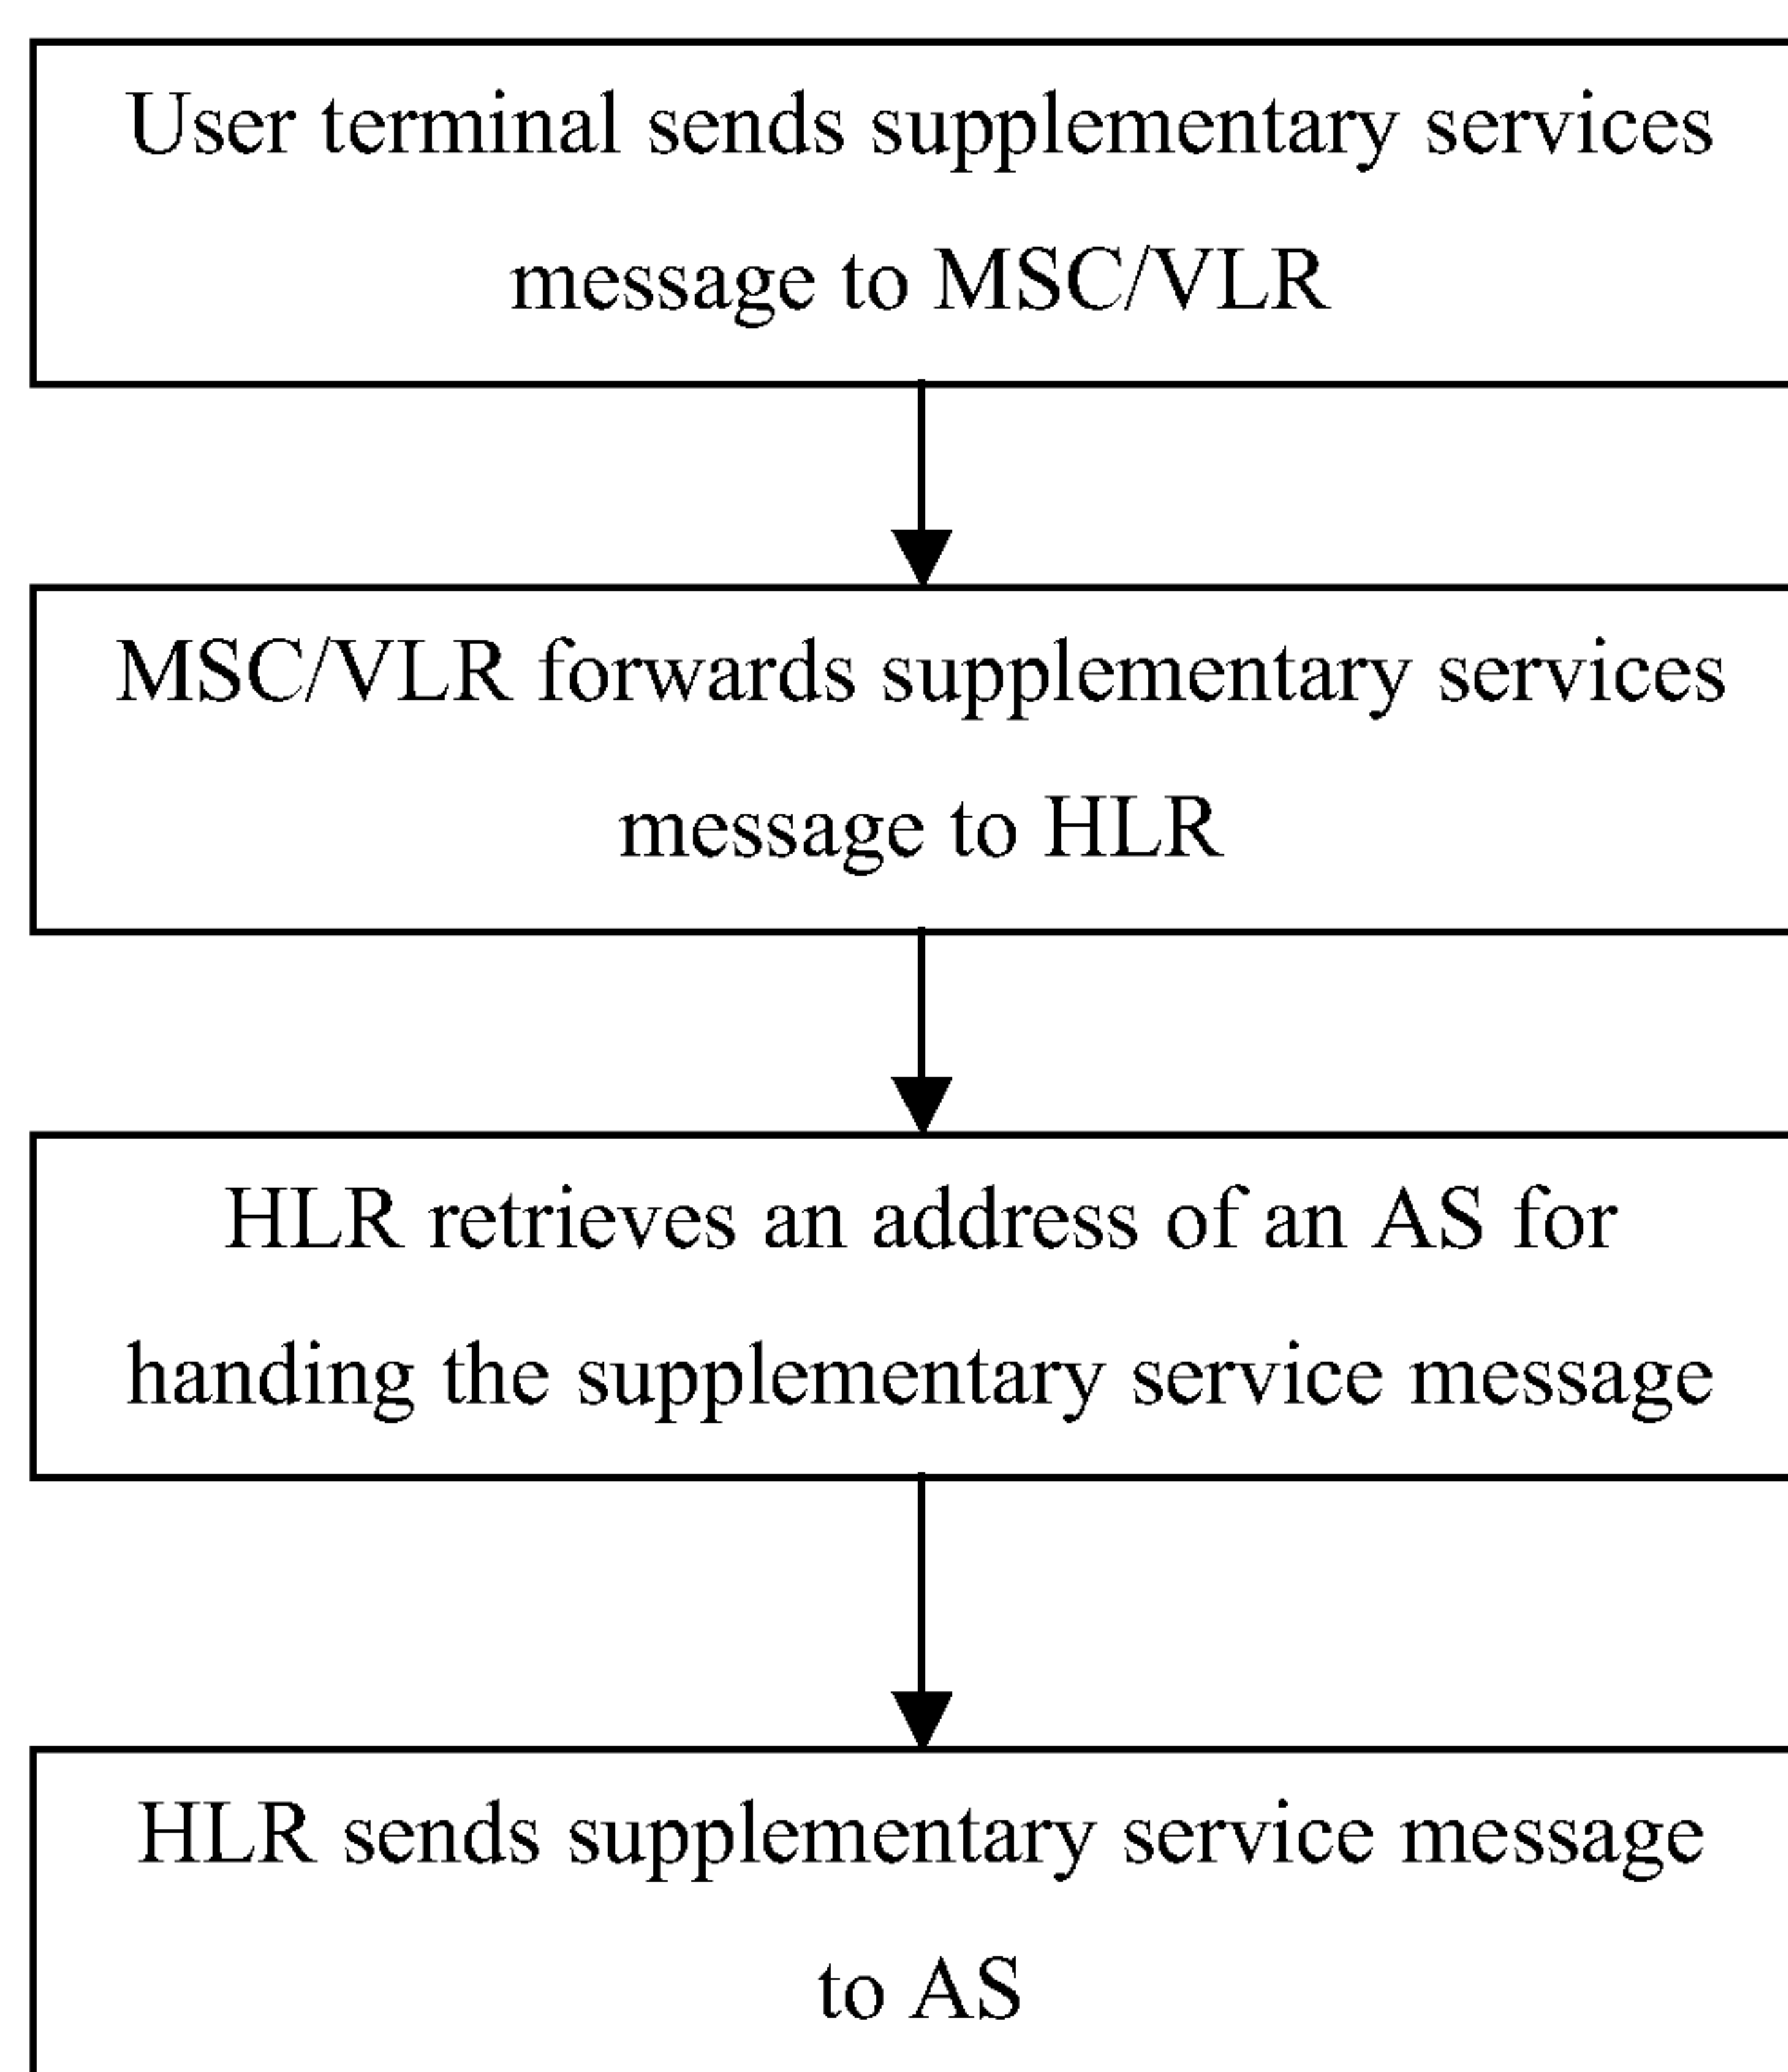 User terminal sends supplementary services
message to MSC/VLR
MSC/VLR forwards supplementary services
message to HLR
HLR retrieves an address of an AS for
handing the supplementary service message
HLR sends supplementary service message
to AS